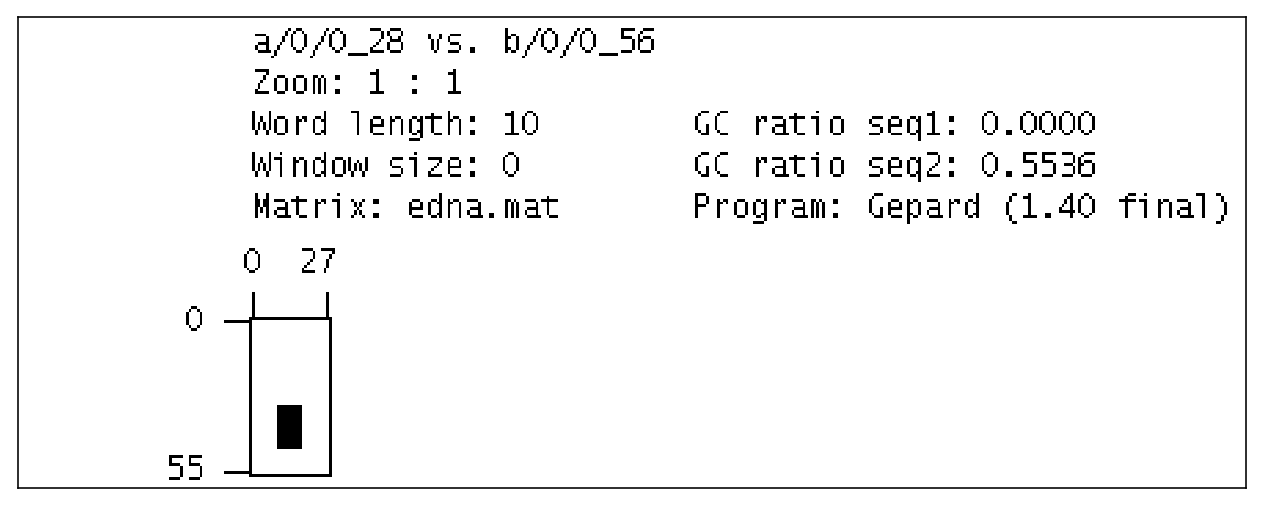 a/0/0_28 vs. b/0/0_56
Zoom: 1 : 1
Word length: 10 GC ratio seq1: 0.0000
Window size: 0 GC ratio seq2: 0.5536
Matrix: edna.mat Program: Gepard (1.40 final)
0 27
0
55